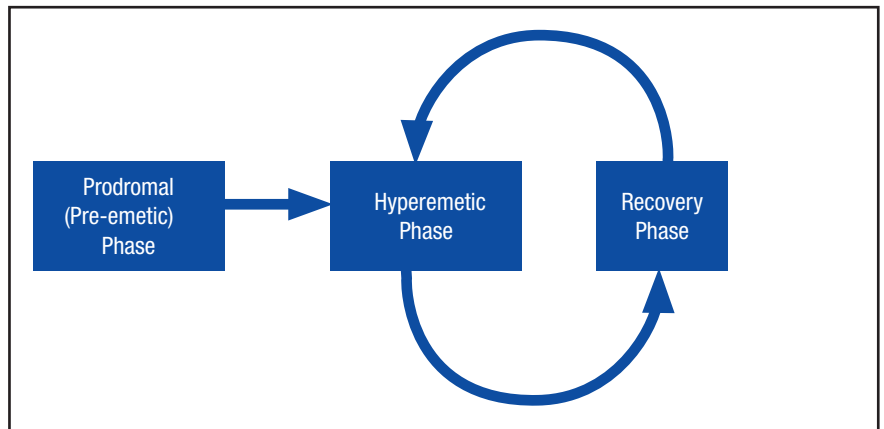 Prodromal
(Pre-emetic)
Phase
Hyperemetic
Phase
Recovery
Phase